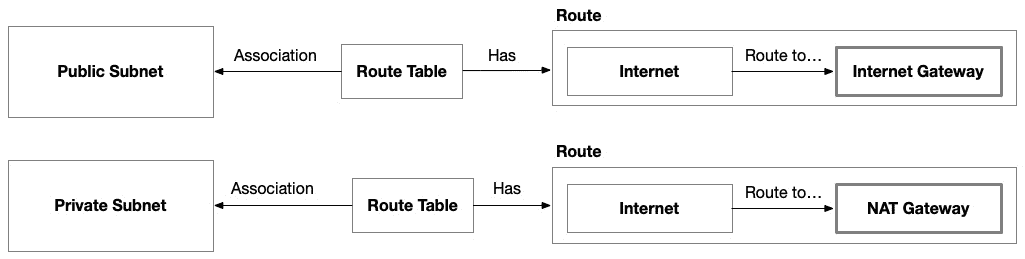 Route
Public Subnet
Association
Route Table
Has
Internet
Route to…
Internet Gateway
Route
Private Subnet
Association
Route Table
Has
Internet
Route to…
NAT Gateway